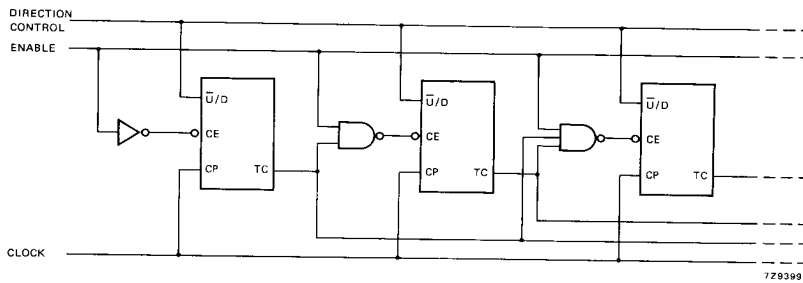 DIRECTION
CONTROL
ENABLE
U̅/D
CE
CP
TC
U̅/D
CE
CP
TC
U̅/D
CE
CP
TC
CLOCK
7Z9399